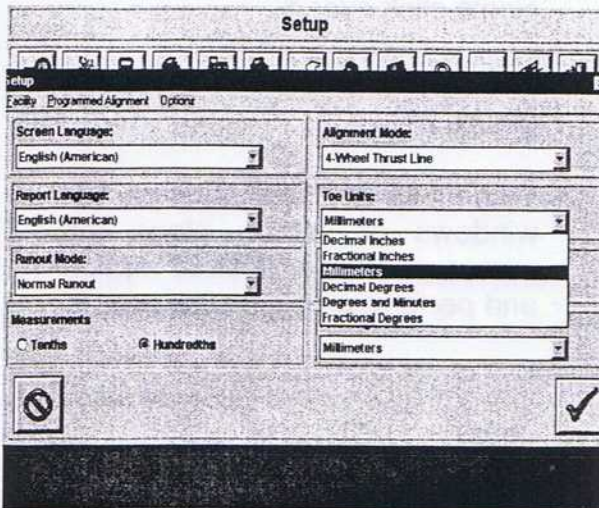 Setup
Setup
Facility Programmed Alignment Options
Screen Language:
English (American)
Report Language:
English (American)
Runout Mode:
Normal Runout
Measurements
Tenths Hundredths
Alignment Mode:
4-Wheel Thrust Line
Toe Units:
Millimeters
Decimal Inches
Fractional Inches
Millimeters
Decimal Degrees
Degrees and Minutes
Fractional Degrees
Millimeters